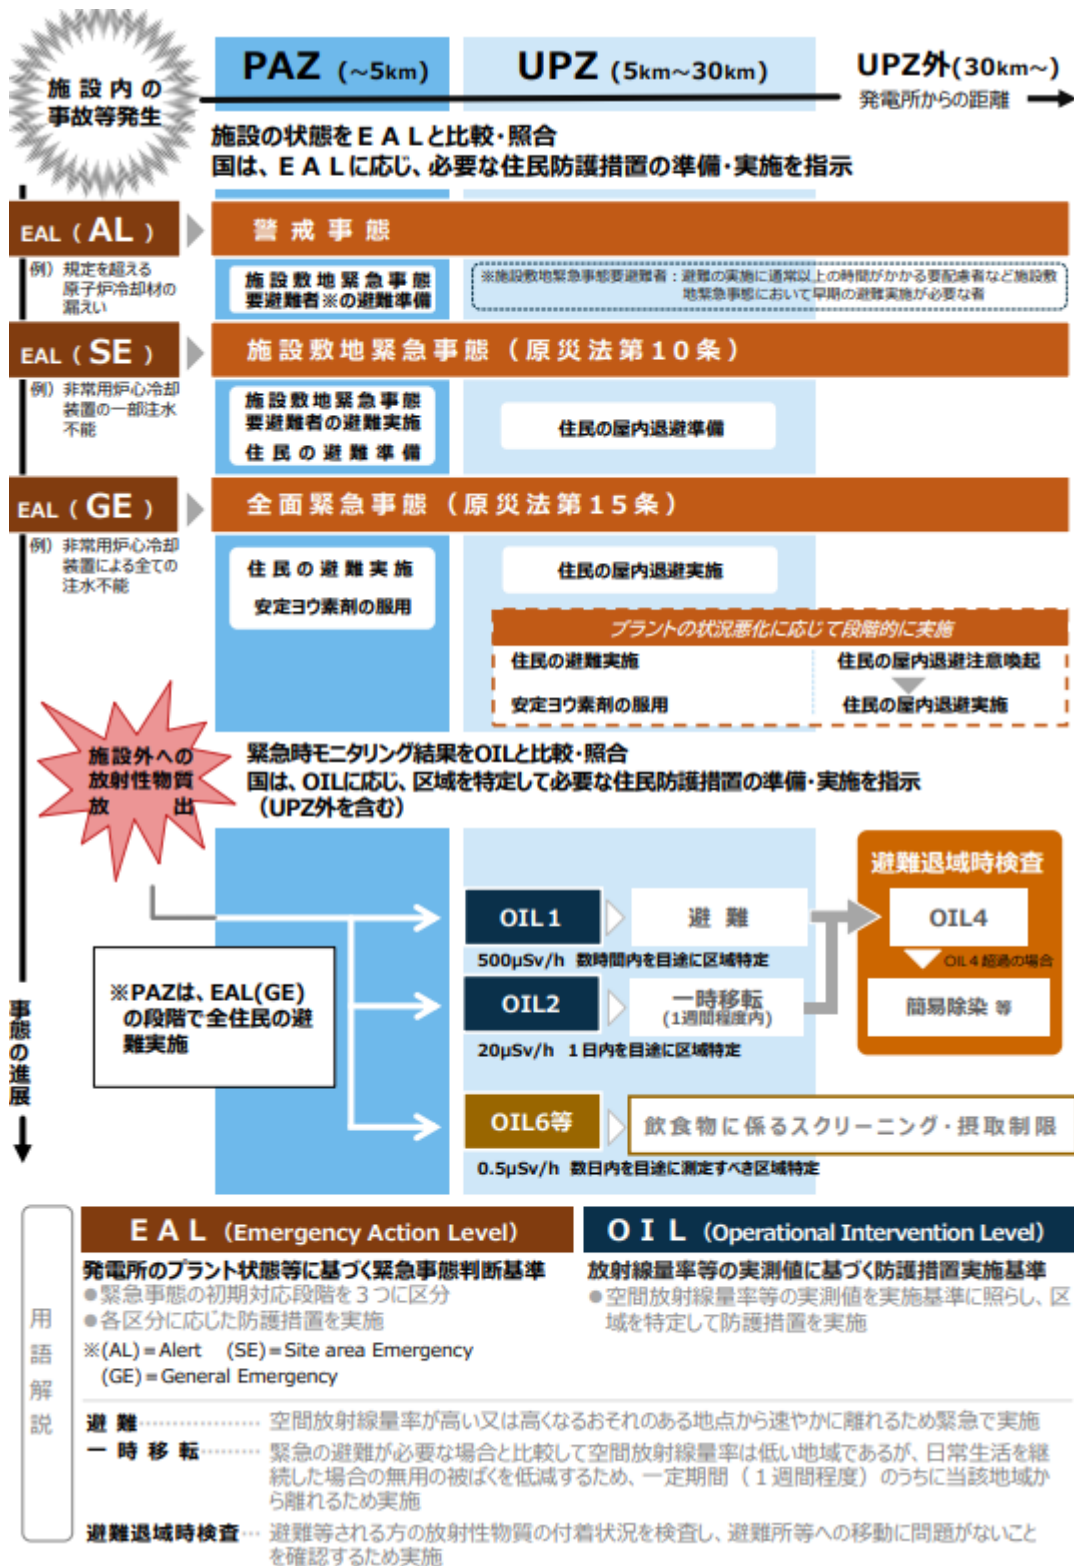 施設内の
事故等発生
PAZ (～5km)
UPZ (5km～30km)
UPZ外(30km～)
発電所からの距離
施設の状態をＥＡＬと比較・照合
国は、ＥＡＬに応じ、必要な住民防護措置の準備・実施を指示
EAL（AL）
警戒事態
例）規定を超える
原子炉冷却材の
漏えい
施設敷地緊急事態
要避難者※の避難準備
※施設敷地緊急事態要避難者：避難の実施に通常以上の時間がかかる要配慮者など施設敷
地緊急事態において早期の避難実施が必要な者
EAL（SE）
施設敷地緊急事態（原災法第10条）
例）非常用炉心冷却
装置の一部注水
不能
施設敷地緊急事態
要避難者の避難実施
住民の避難準備
住民の屋内退避準備
EAL（GE）
全面緊急事態（原災法第15条）
例）非常用炉心冷却
装置による全ての
注水不能
住民の避難実施
安定ヨウ素剤の服用
住民の屋内退避実施
プラントの状況悪化に応じて段階的に実施
住民の避難実施
住民の屋内退避注意喚起
安定ヨウ素剤の服用
住民の屋内退避実施
施設外への
放射性物質
放出
緊急時モニタリング結果をOILと比較・照合
国は、OILに応じ、区域を特定して必要な住民防護措置の準備・実施を指示
（UPZ外を含む）
避難退域時検査
OIL１
避難
OIL4
500μSv/h 数時間内を目途に区域特定
OIL４超過の場合
※PAZは、EAL(GE)
の段階で全住民の避
難実施
OIL2
一時移転
(1週間程度内)
簡易除染 等
20μSv/h １日内を目途に区域特定
事態の進展
OIL6等
飲食物に係るスクリーニング・摂取制限
0.5μSv/h 数日内を目途に測定すべき区域特定
用語解説
ＥＡＬ（Emergency Action Level）
ＯＩＬ（Operational Intervention Level）
発電所のプラント状態等に基づく緊急事態判断基準
●緊急事態の初期対応段階を３つに区分
●各区分に応じた防護措置を実施
※(AL)＝Alert (SE)＝Site area Emergency
(GE)＝General Emergency
放射線量率等の実測値に基づく防護措置実施基準
●空間放射線量率等の実測値を実施基準に照らし、区
域を特定して防護措置を実施
避難………………空間放射線量率が高い又は高くなるおそれのある地点から速やかに離れるため緊急で実施
一時移転………緊急の避難が必要な場合と比較して空間放射線量率は低い地域であるが、日常生活を継
続した場合の無用の被ばくを低減するため、一定期間（１週間程度）のうちに当該地域か
ら離れるため実施
避難退域時検査…避難等される方の放射性物質の付着状況を検査し、避難所等への移動に問題がないこと
を確認するため実施